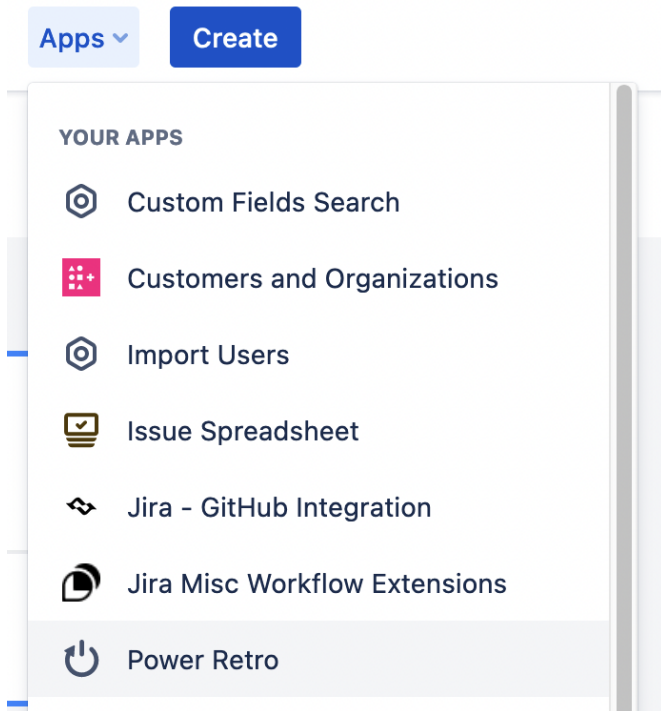 Apps
Create
YOUR APPS
Custom Fields Search
Customers and Organizations
Import Users
Issue Spreadsheet
Jira - GitHub Integration
Jira Misc Workflow Extensions
Power Retro